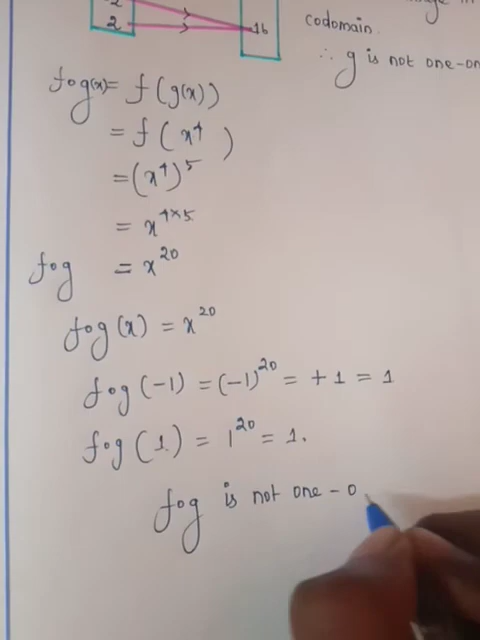 2
2
16
codomain.
∴ g is not one-on
fog(x) = f(g(x))
= f(x⁴)
= (x⁴)⁵
= x⁴ˣ⁵
fog = x²⁰
fog(x) = x²⁰
fog(-1) = (-1)²⁰ = +1 = 1
fog(1) = 1²⁰ = 1.
fog is not one - o